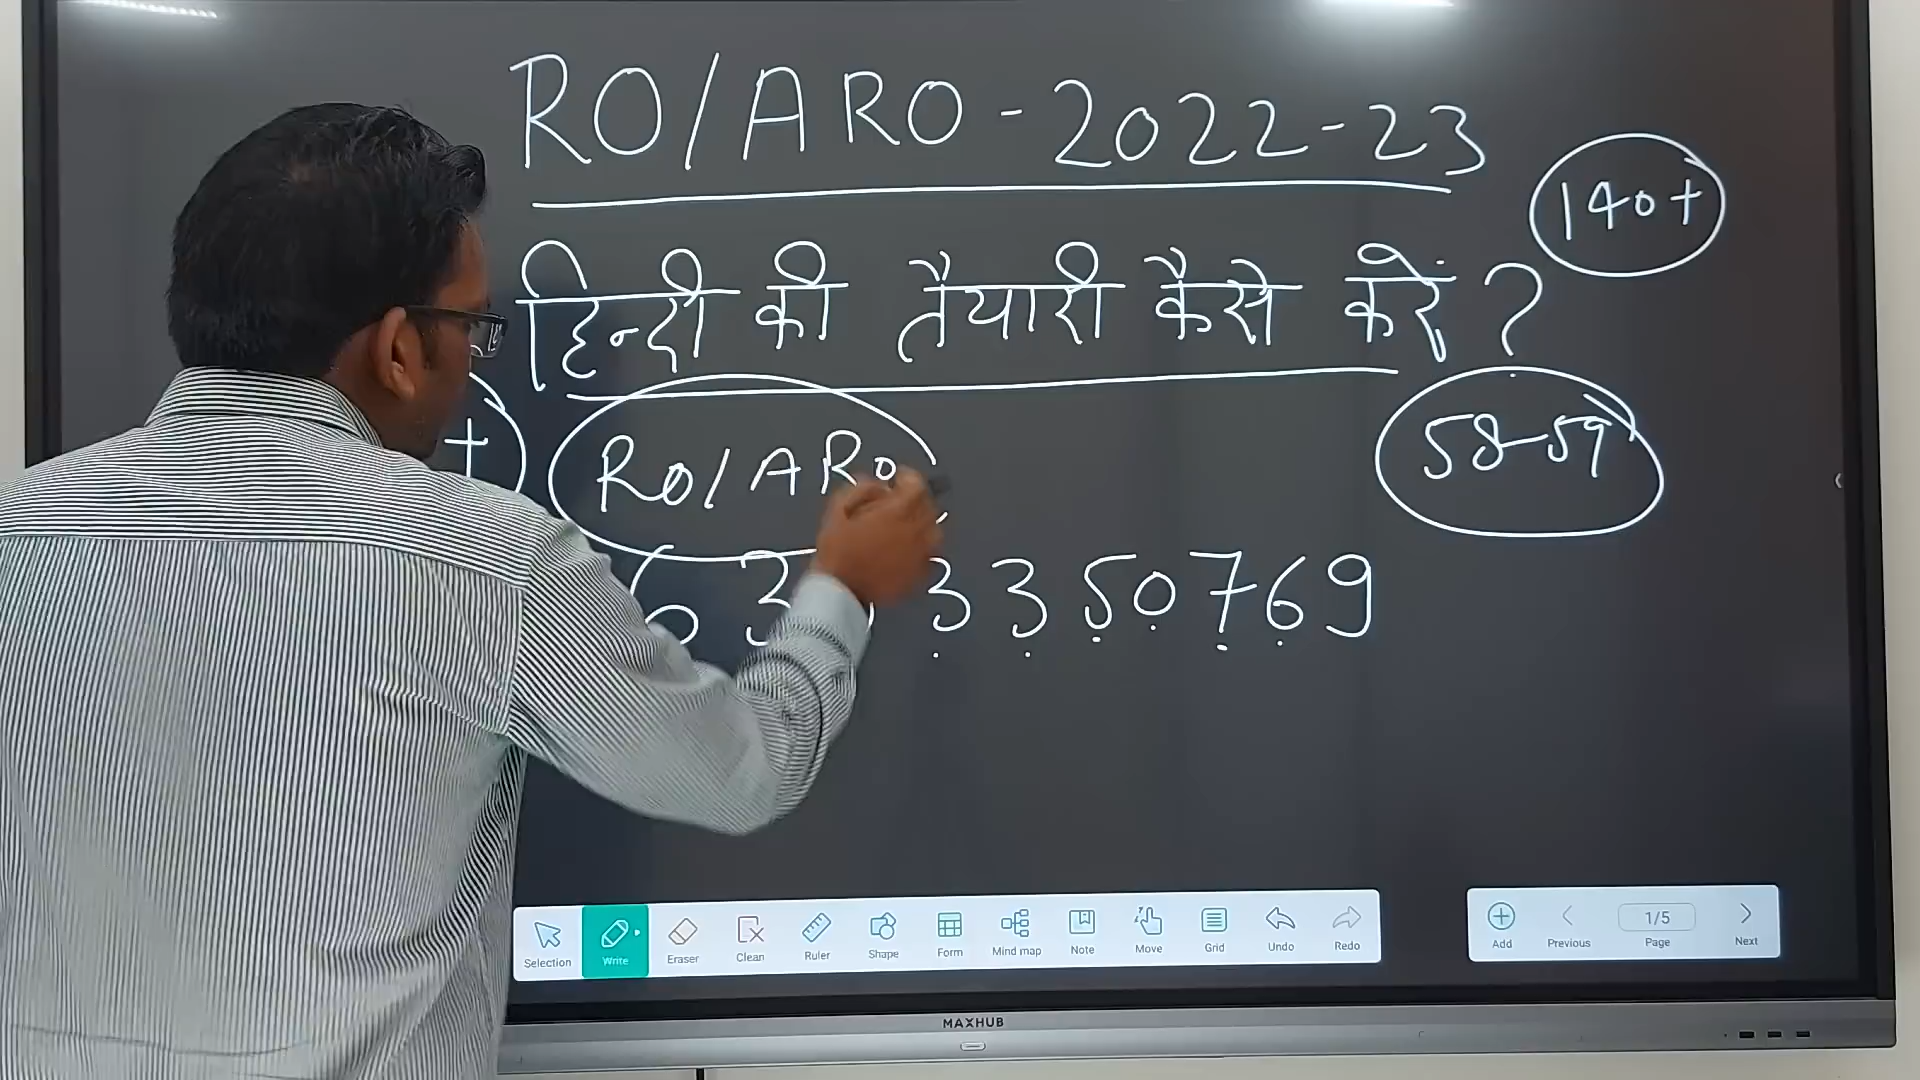 RO/ARO - 2022-23
140+
हिन्दी की तैयारी कैसे करें ?
58-59
+
RO/ARO
63 3350769
Selection Write Eraser Clean Ruler Shape Form Mind map Note Move Grid Undo Redo
Add Previous 1/5 Page Next
MAXHUB